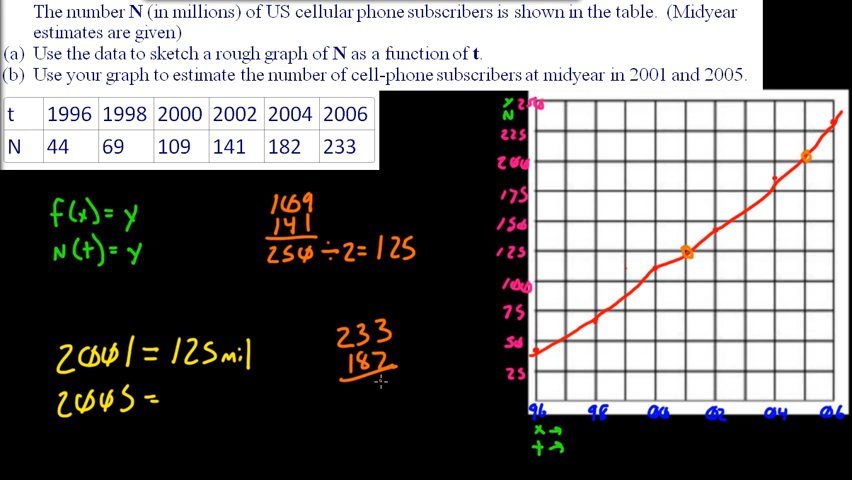 The number N (in millions) of US cellular phone subscribers is shown in the table. (Midyear
estimates are given)
(a) Use the data to sketch a rough graph of N as a function of t.
(b) Use your graph to estimate the number of cell-phone subscribers at midyear in 2001 and 2005.
t 1996 1998 2000 2002 2004 2006
N 44 69 109 141 182 233
f(x) = y
N(t) = y
109
141
250 ÷ 2 = 125
2001 = 125 mil
2005 =
233
182
Y 250
N
225
200
175
150
125
100
75
50
25
96 98 00 02 04 06
x →
t →